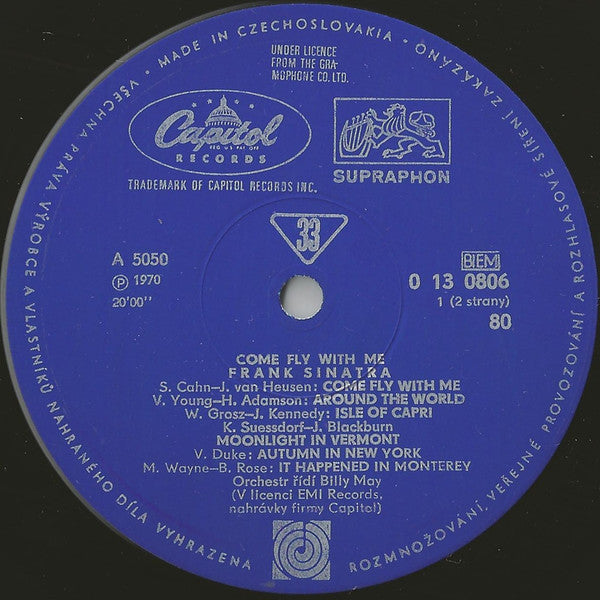 VŠECHNA PRÁVA VÝROBCE A VLASTNÍKŮ NAHRANÉHO DÍLA VYHRAZENA
• MADE IN CZECHOSLOVAKIA •
ROZMNOŽOVÁNÍ, VEŘEJNÉ PROVOZOVÁNÍ A ROZHLASOVÉ ŠÍŘENÍ ZAKÁZÁNO
UNDER LICENCE
FROM THE GRA-
MOPHONE CO. LTD.
Capitol
REG. U.S. PAT. OFF.
RECORDS
SUPRAPHON
TRADEMARK OF CAPITOL RECORDS INC.
33
A 5050
Ⓟ 1970
20'00''
BIEM
0 13 0806
1 (2 strany)
80
COME FLY WITH ME
FRANK SINATRA
S. Cahn–J. van Heusen: COME FLY WITH ME
V. Young–H. Adamson: AROUND THE WORLD
W. Grosz–J. Kennedy: ISLE OF CAPRI
K. Suessdorf–J. Blackburn
MOONLIGHT IN VERMONT
V. Duke: AUTUMN IN NEW YORK
M. Wayne–B. Rose: IT HAPPENED IN MONTEREY
Orchestr řídí Billy May
(V licenci EMI Records,
nahrávky firmy Capitol)